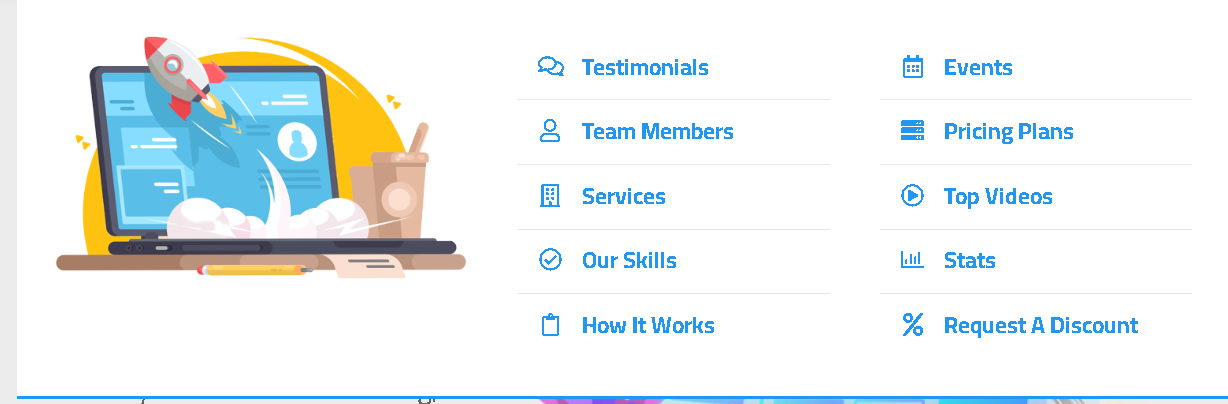 Testimonials
Team Members
Services
Our Skills
How It Works
Events
Pricing Plans
Top Videos
Stats
Request A Discount